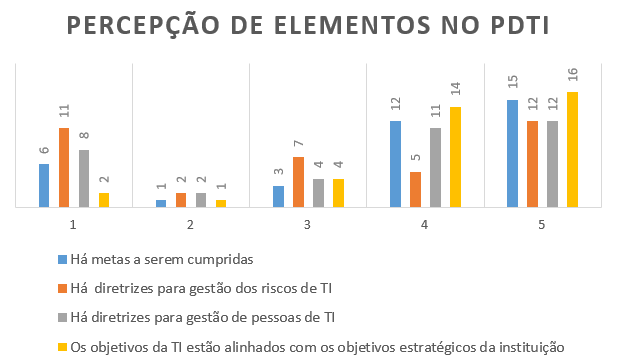 PERCEPÇÃO DE ELEMENTOS NO PDTI
6 11 8 2 1 2 2 1 3 7 4 4 12 5 11 14 15 12 12 16
1 2 3 4 5
Há metas a serem cumpridas
Há diretrizes para gestão dos riscos de TI
Há diretrizes para gestão de pessoas de TI
Os objetivos da TI estão alinhados com os objetivos estratégicos da instituição